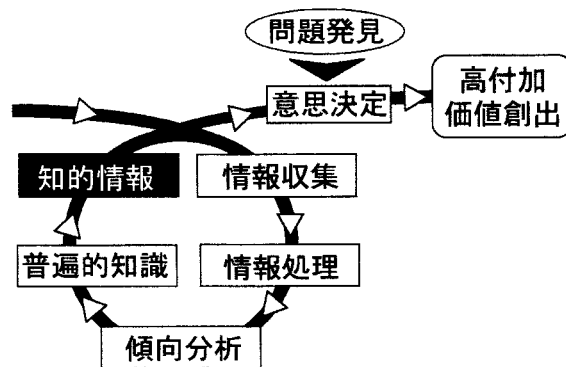 問題発見
意思決定
高付加
価値創出
知的情報
情報収集
普遍的知識
情報処理
傾向分析